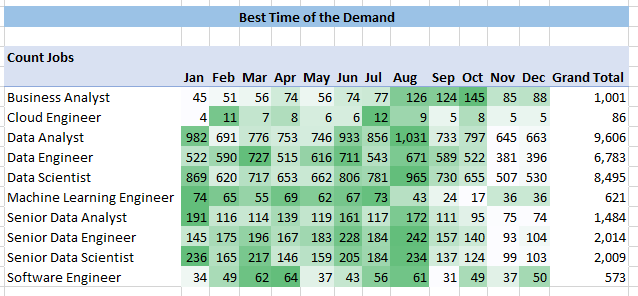 Best Time of the Demand
Count Jobs
Jan Feb Mar Apr May Jun Jul Aug Sep Oct Nov Dec Grand Total
Business Analyst 45 51 56 74 56 74 77 126 124 145 85 88 1,001
Cloud Engineer 4 11 7 8 6 6 12 9 5 8 5 5 86
Data Analyst 982 691 776 753 746 933 856 1,031 733 797 645 663 9,606
Data Engineer 522 590 727 515 616 711 543 671 589 522 381 396 6,783
Data Scientist 869 620 717 653 662 806 781 965 730 655 507 530 8,495
Machine Learning Engineer 74 65 55 69 62 67 73 43 24 17 36 36 621
Senior Data Analyst 191 116 114 139 119 161 117 172 111 95 75 74 1,484
Senior Data Engineer 145 175 196 167 183 228 184 242 157 140 93 104 2,014
Senior Data Scientist 236 165 217 146 159 205 184 234 137 124 99 103 2,009
Software Engineer 34 49 62 64 37 43 56 61 31 49 37 50 573